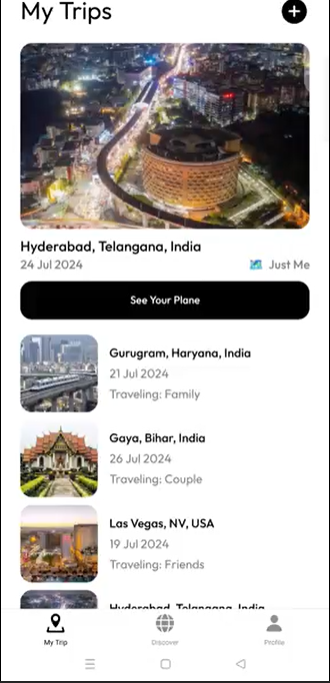 My Trips
Hyderabad, Telangana, India
24 Jul 2024
Just Me
See Your Plane
Gurugram, Haryana, India
21 Jul 2024
Traveling: Family
Gaya, Bihar, India
26 Jul 2024
Traveling: Couple
Las Vegas, NV, USA
19 Jul 2024
Traveling: Friends
Hyderabad, Telangana, India
My Trip
Discover
Profile